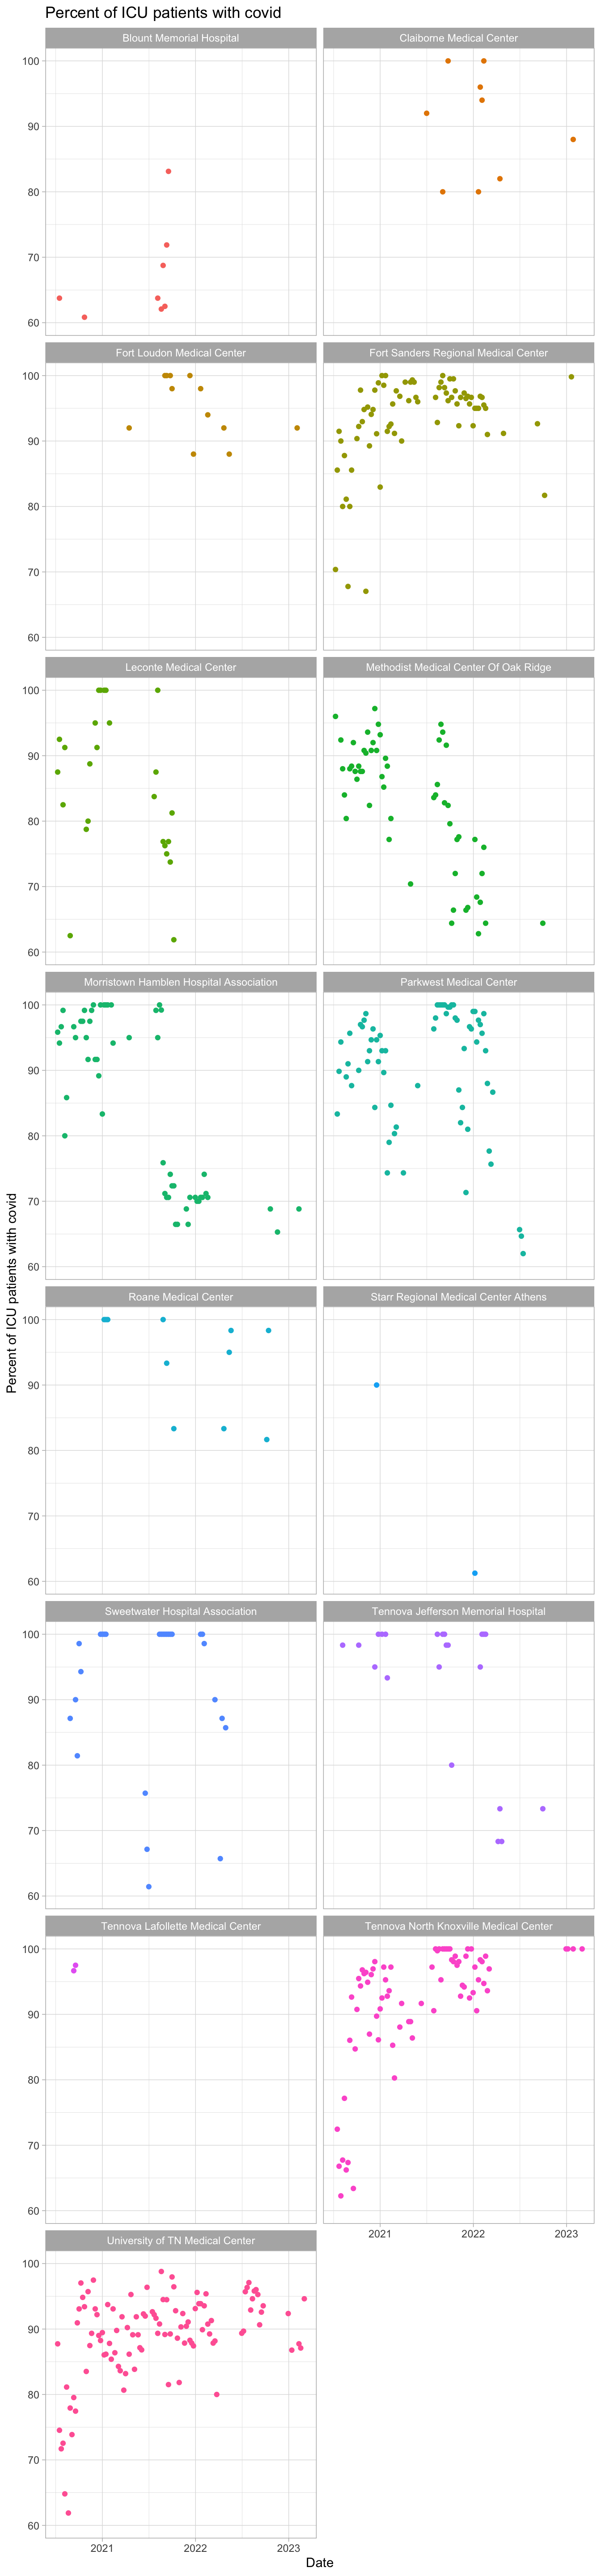 Percent of ICU patients with covid
Blount Memorial Hospital
Claiborne Medical Center
100
90
80
70
60
Fort Loudon Medical Center
Fort Sanders Regional Medical Center
100
90
80
70
60
Leconte Medical Center
Methodist Medical Center Of Oak Ridge
100
90
80
70
60
Morristown Hamblen Hospital Association
Parkwest Medical Center
100
90
80
70
60
Percent of ICU patients witth covid
Roane Medical Center
Starr Regional Medical Center Athens
100
90
80
70
60
Sweetwater Hospital Association
Tennova Jefferson Memorial Hospital
100
90
80
70
60
Tennova Lafollette Medical Center
Tennova North Knoxville Medical Center
100
90
80
70
60
2021 2022 2023
University of TN Medical Center
100
90
80
70
60
2021 2022 2023
Date